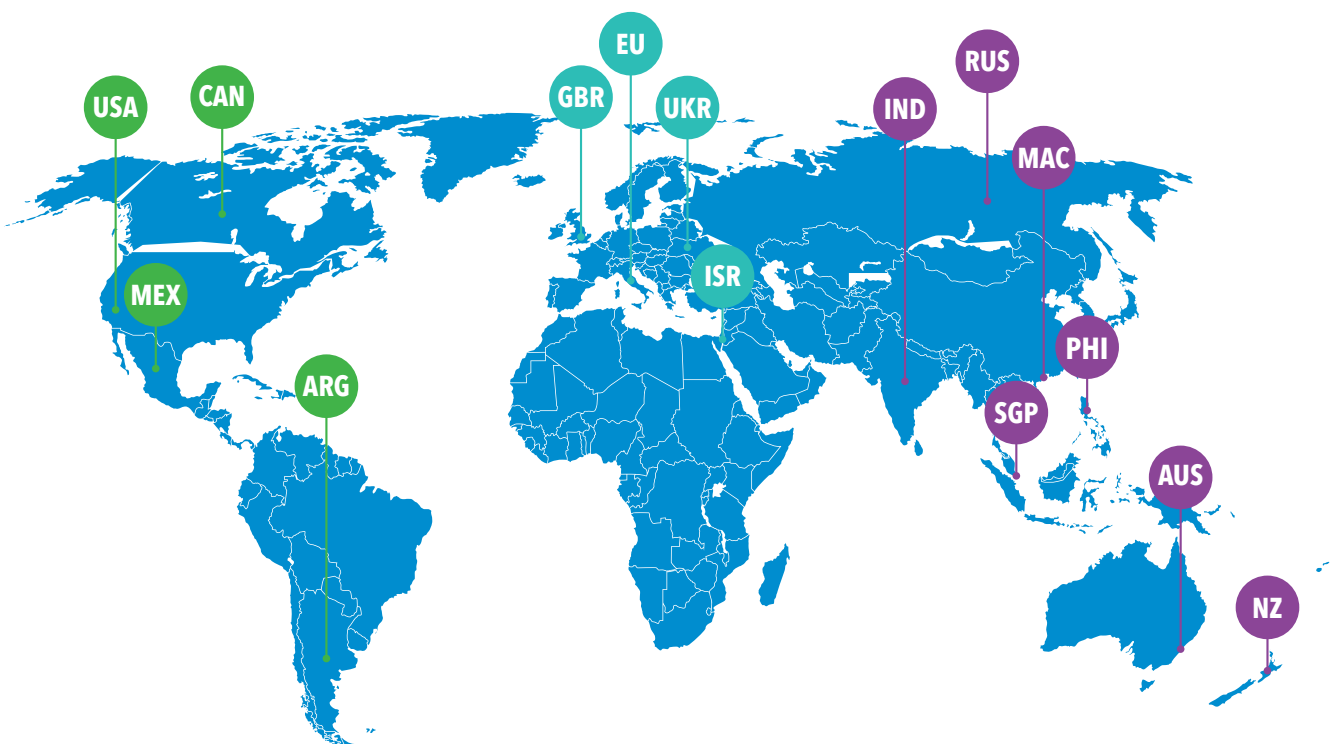 EU
RUS
USA
CAN
GBR
UKR
IND
MAC
ISR
MEX
PHI
ARG
SGP
AUS
NZ